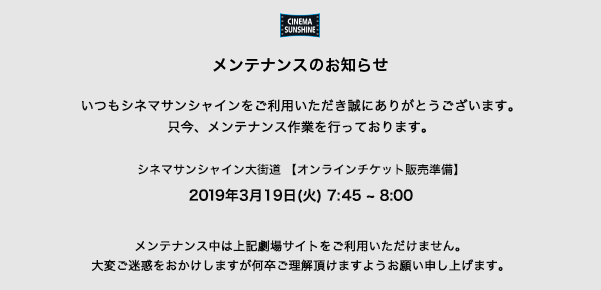 CINEMA
SUNSHINE
メンテナンスのお知らせ
いつもシネマサンシャインをご利用いただき誠にありがとうございます。
只今、メンテナンス作業を行っております。
シネマサンシャイン大街道 【オンラインチケット販売準備】
2019年3月19日(火) 7:45 ~ 8:00
メンテナンス中は上記劇場サイトをご利用いただけません。
大変ご迷惑をおかけしますが何卒ご理解頂けますようお願い申し上げます。